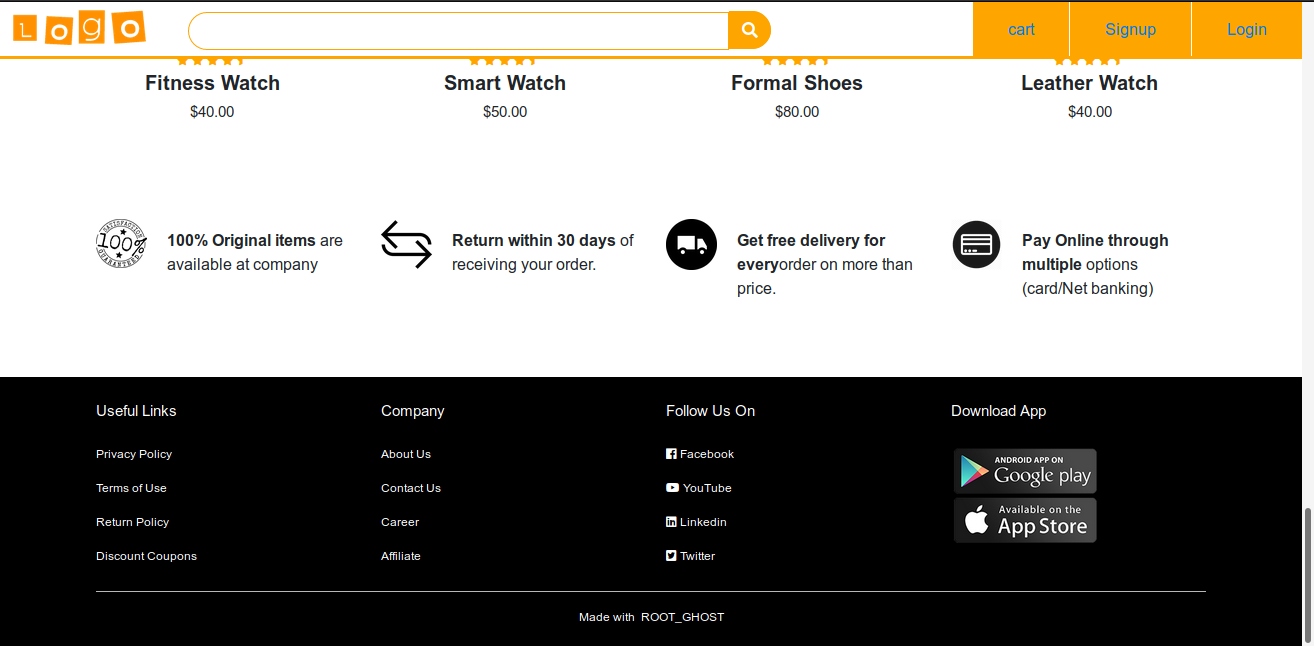 Logo
cart Signup Login
Fitness Watch Smart Watch Formal Shoes Leather Watch
$40.00 $50.00 $80.00 $40.00
SATISFACTION
100%
GUARANTEED
100% Original items are
available at company
Return within 30 days of
receiving your order.
Get free delivery for
everyorder on more than
price.
Pay Online through
multiple options
(card/Net banking)
Useful Links
Privacy Policy
Terms of Use
Return Policy
Discount Coupons
Company
About Us
Contact Us
Career
Affiliate
Follow Us On
Facebook
YouTube
Linkedin
Twitter
Download App
ANDROID APP ON
Google play
Available on the
App Store
Made with ROOT_GHOST